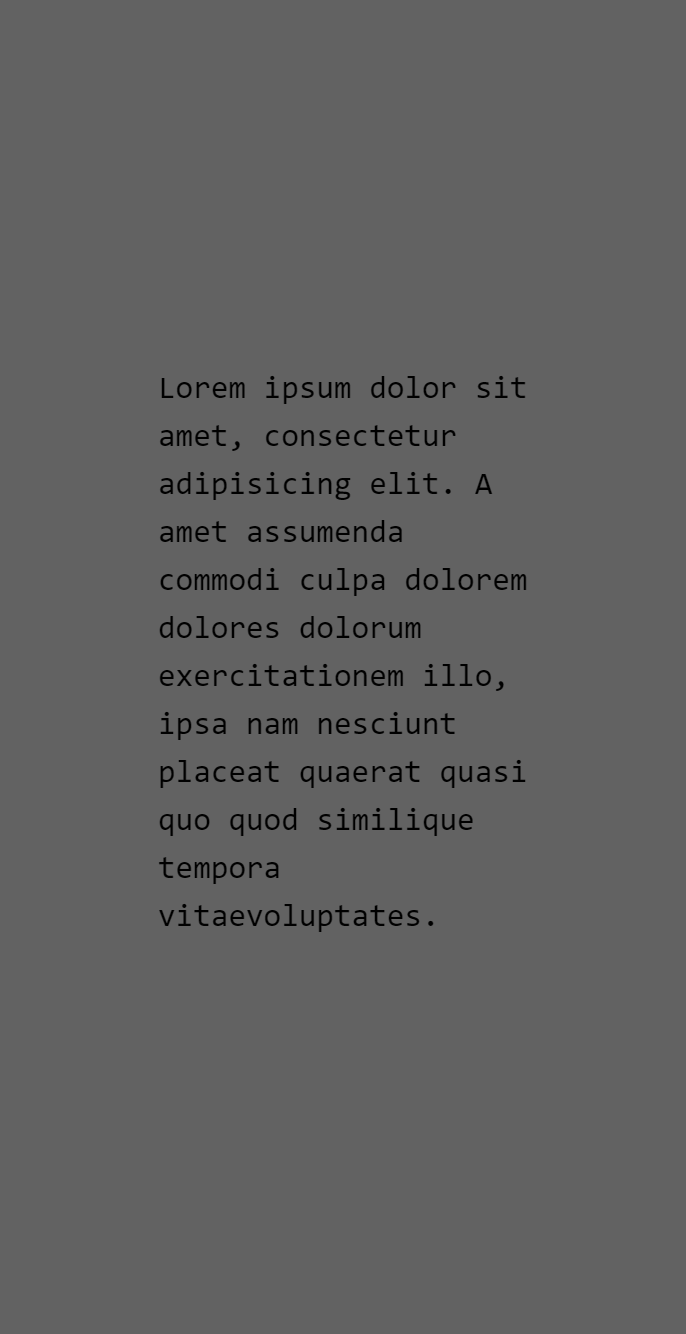 Lorem ipsum dolor sit
amet, consectetur
adipisicing elit. A
amet assumenda
commodi culpa dolorem
dolores dolorum
exercitationem illo,
ipsa nam nesciunt
placeat quaerat quasi
quo quod similique
tempora
vitaevoluptates.